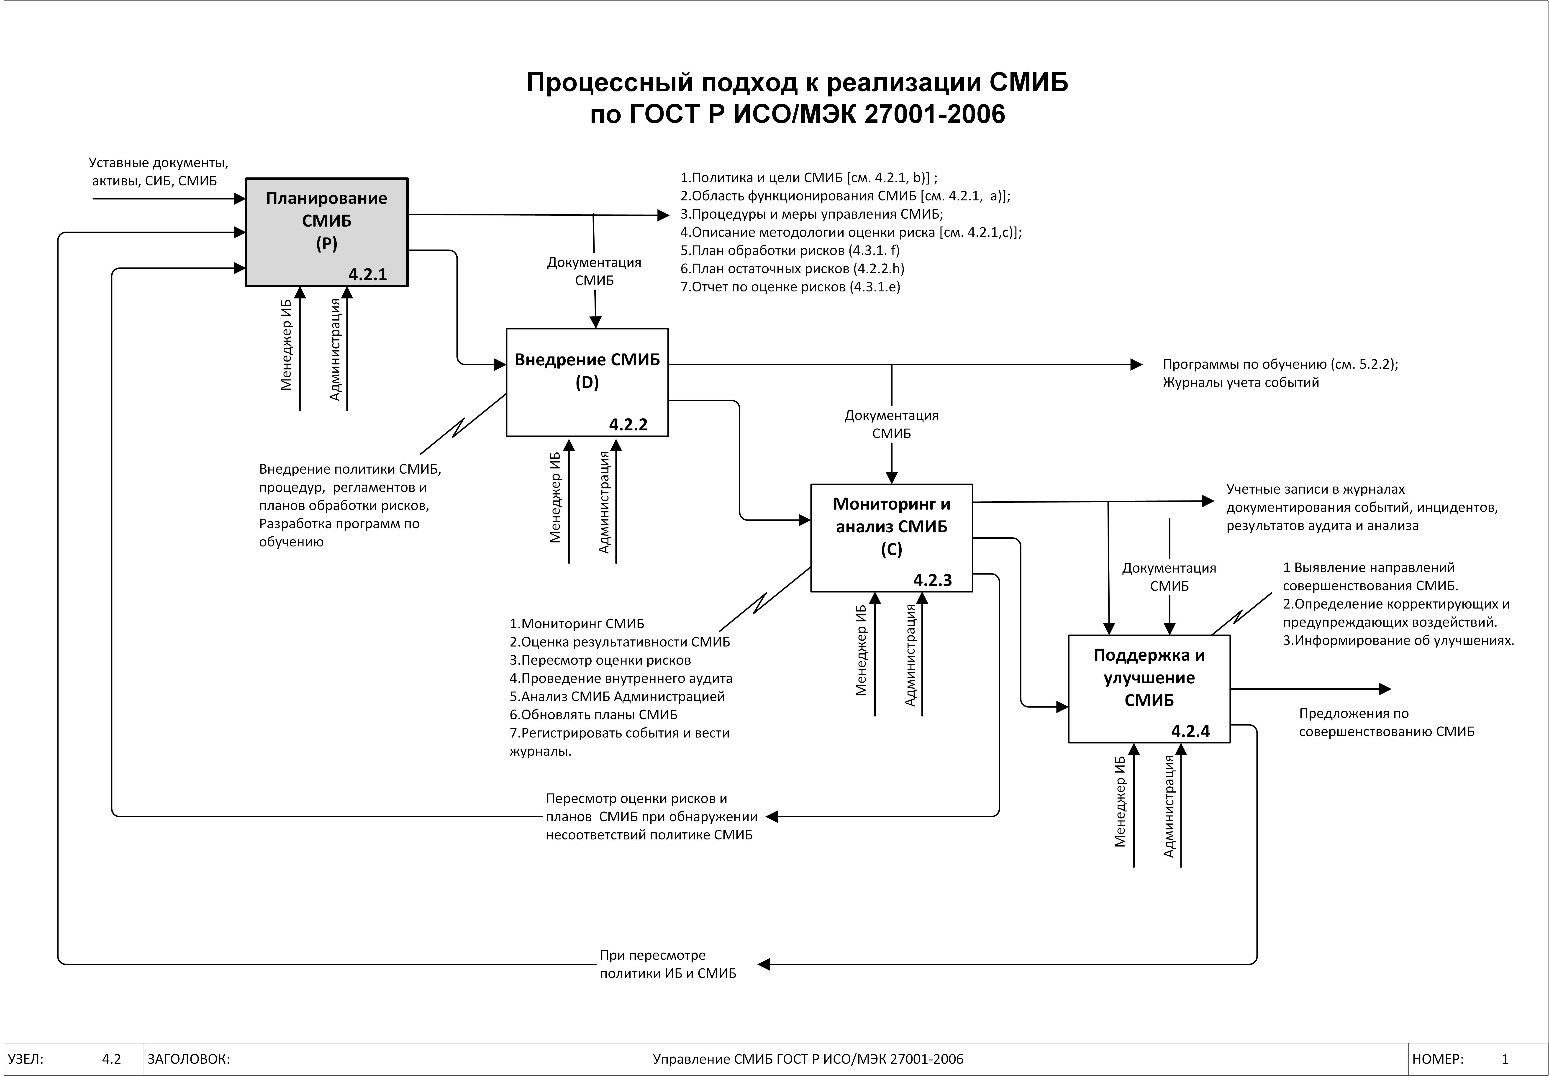 Процессный подход к реализации СМИБ
по ГОСТ Р ИСО/МЭК 27001-2006
Уставные документы,
активы, СИБ, СМИБ
Планирование
СМИБ
(P)
4.2.1
Менеджер ИБ
Администрация
1.Политика и цели СМИБ [см. 4.2.1, b)] ;
2.Область функционирования СМИБ [см. 4.2.1,  a)];
3.Процедуры и меры управления СМИБ;
4.Описание методологии оценки риска [см. 4.2.1,c)];
5.План обработки рисков (4.3.1. f)
6.План остаточных рисков (4.2.2.h)
7.Отчет по оценке рисков (4.3.1.e)
Документация
СМИБ
Внедрение СМИБ
(D)
4.2.2
Менеджер ИБ
Администрация
Программы по обучению (см. 5.2.2);
Журналы учета событий
Документация
СМИБ
Внедрение политики СМИБ,
процедур,  регламентов и
планов обработки рисков,
Разработка программ по
обучению
Мониторинг и
анализ СМИБ
(C)
4.2.3
Менеджер ИБ
Администрация
Учетные записи в журналах
документирования событий, инцидентов,
результатов аудита и анализа
Документация
СМИБ
1 Выявление направлений
совершенствования СМИБ.
2.Определение корректирующих и
предупреждающих воздействий.
3.Информирование об улучшениях.
1.Мониторинг СМИБ
2.Оценка результативности СМИБ
3.Пересмотр оценки рисков
4.Проведение внутреннего аудита
5.Анализ СМИБ Администрацией
6.Обновлять планы СМИБ
7.Регистрировать события и вести
журналы.
Поддержка и
улучшение
СМИБ
4.2.4
Менеджер ИБ
Администрация
Предложения по
совершенствованию СМИБ
Пересмотр оценки рисков и
планов  СМИБ при обнаружении
несоответствий политике СМИБ
При пересмотре
политики ИБ и СМИБ
УЗЕЛ: 4.2 ЗАГОЛОВОК: Управление СМИБ ГОСТ Р ИСО/МЭК 27001-2006 НОМЕР: 1